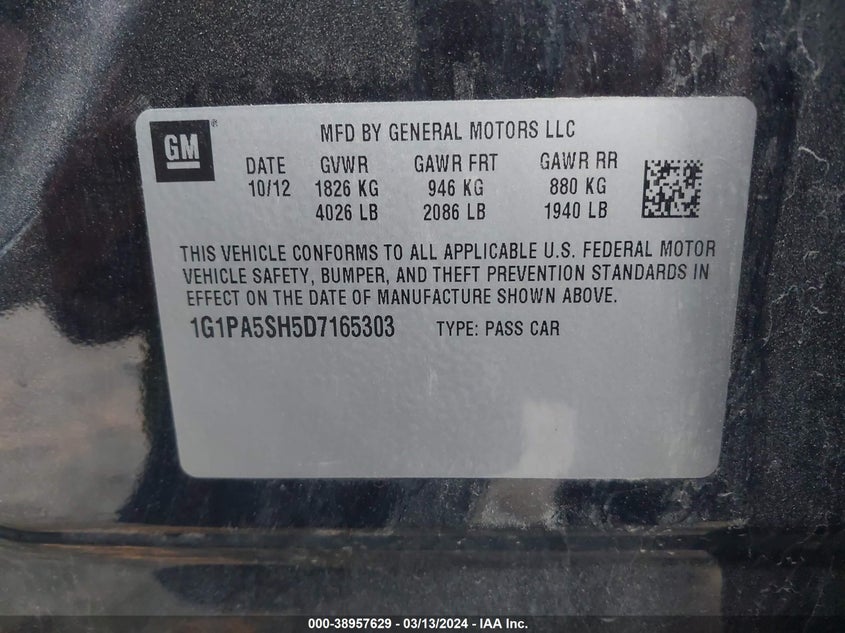 GM®
MFD BY GENERAL MOTORS LLC
DATE GVWR GAWR FRT GAWR RR
10/12 1826 KG 946 KG 880 KG
4026 LB 2086 LB 1940 LB
THIS VEHICLE CONFORMS TO ALL APPLICABLE U.S. FEDERAL MOTOR
VEHICLE SAFETY, BUMPER, AND THEFT PREVENTION STANDARDS IN
EFFECT ON THE DATE OF MANUFACTURE SHOWN ABOVE.
1G1PA5SH5D7165303 TYPE: PASS CAR
000-38957629 - 03/13/2024 - IAA Inc.